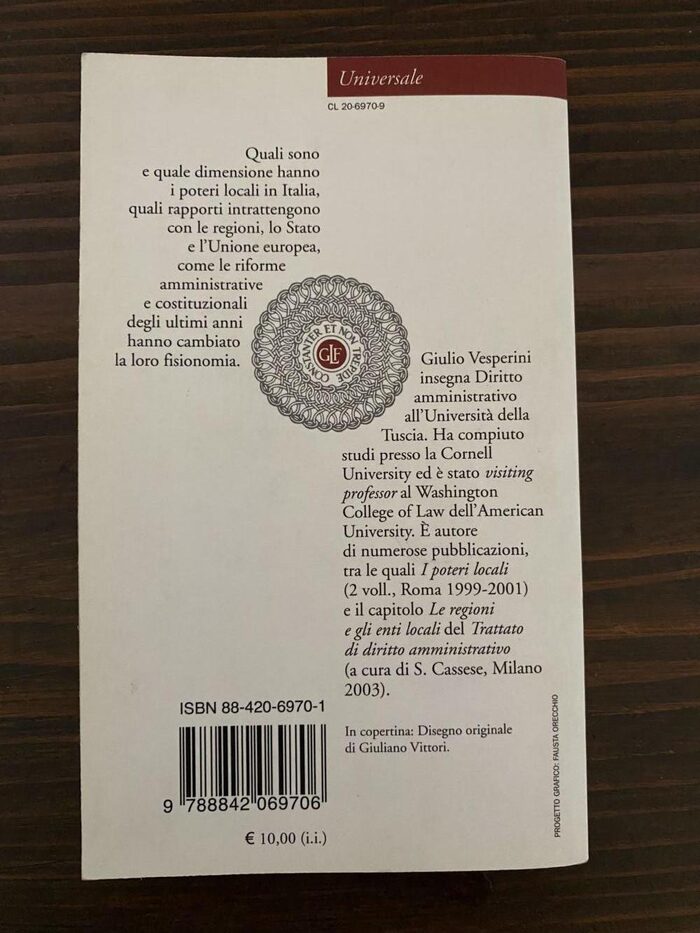 Universale
CL 20-6970-9
Quali sono
e quale dimensione hanno
i poteri locali in Italia,
quali rapporti intrattengono
con le regioni, lo Stato
e l'Unione europea,
come le riforme
amministrative
e costituzionali
degli ultimi anni
hanno cambiato
la loro fisionomia.
CONSTANTER ET NON TREPIDE
GLF
Giulio Vesperini
insegna Diritto
amministrativo
all'Università della
Tuscia. Ha compiuto
studi presso la Cornell
University ed è stato visiting
professor al Washington
College of Law dell'American
University. È autore
di numerose pubblicazioni,
tra le quali I poteri locali
(2 voll., Roma 1999-2001)
e il capitolo Le regioni
e gli enti locali del Trattato
di diritto amministrativo
(a cura di S. Cassese, Milano
2003).
In copertina: Disegno originale
di Giuliano Vittori.
ISBN 88-420-6970-1
9 788842 069706
€ 10,00 (i.i.)
PROGETTO GRAFICO: FAUSTA ORECCHIO